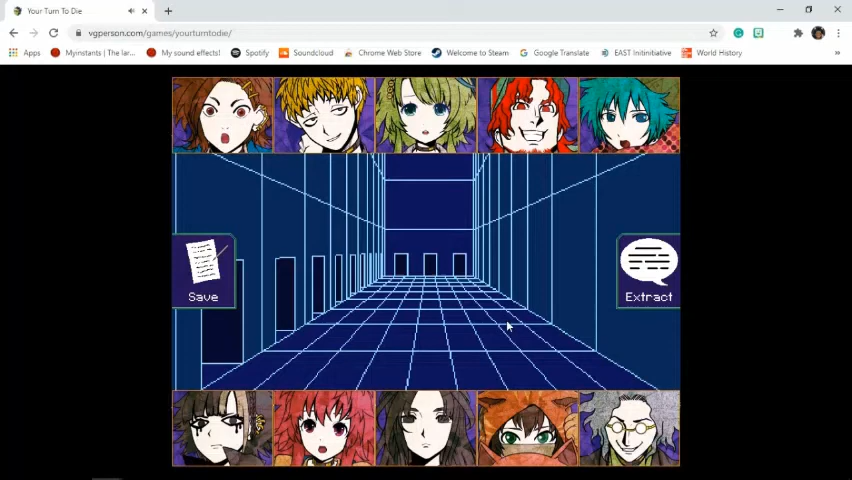 Your Turn To Die
vgperson.com/games/yourturntodie/
Apps
Myinstants | The lar...
My sound effects!
Spotify
Soundcloud
Chrome Web Store
Welcome to Steam
Google Translate
EAST Initinitiative
World History
Save
Extract